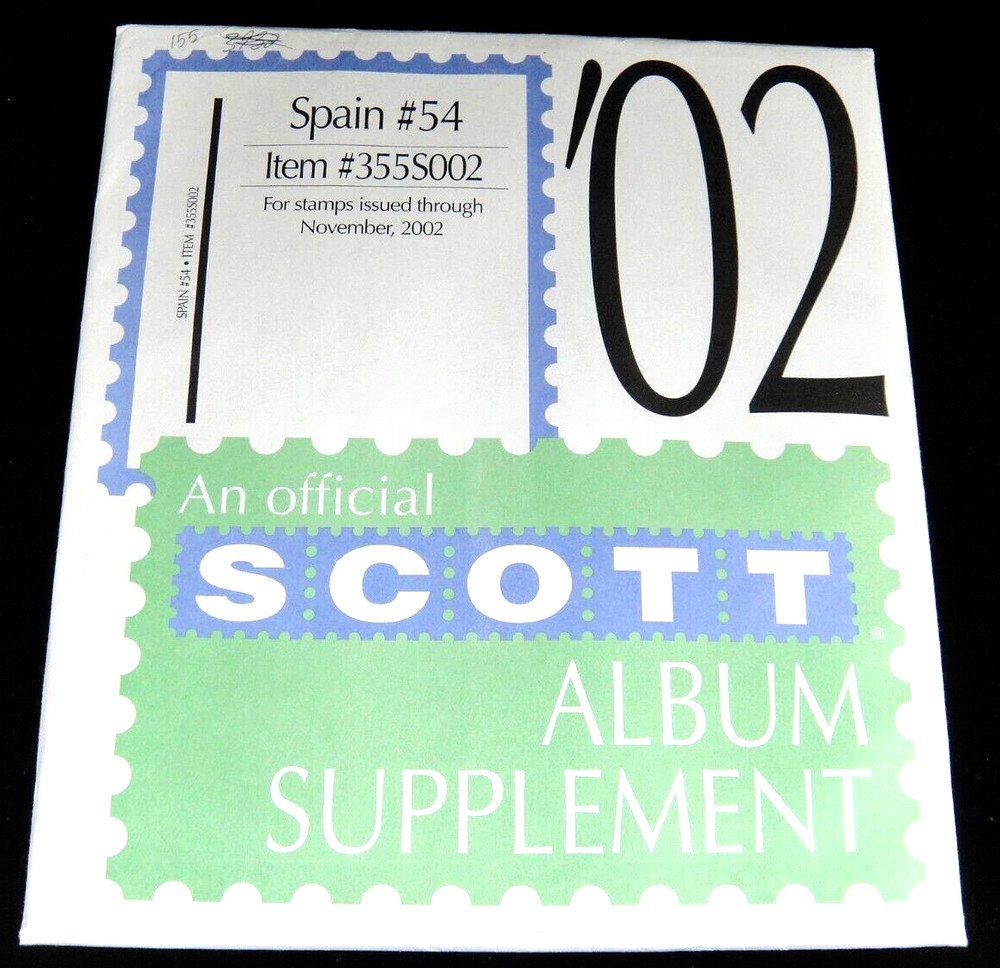 155
Spain #54
Item #355S002
For stamps issued through
November, 2002
SPAIN #54 • ITEM #355S002
'02
An official
SCOTT®
ALBUM
SUPPLEMENT